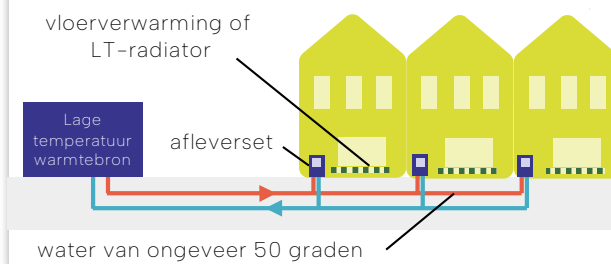 vloerverwarming of
LT-radiator
Lage
temperatuur
warmtebron
afleverset
water van ongeveer 50 graden